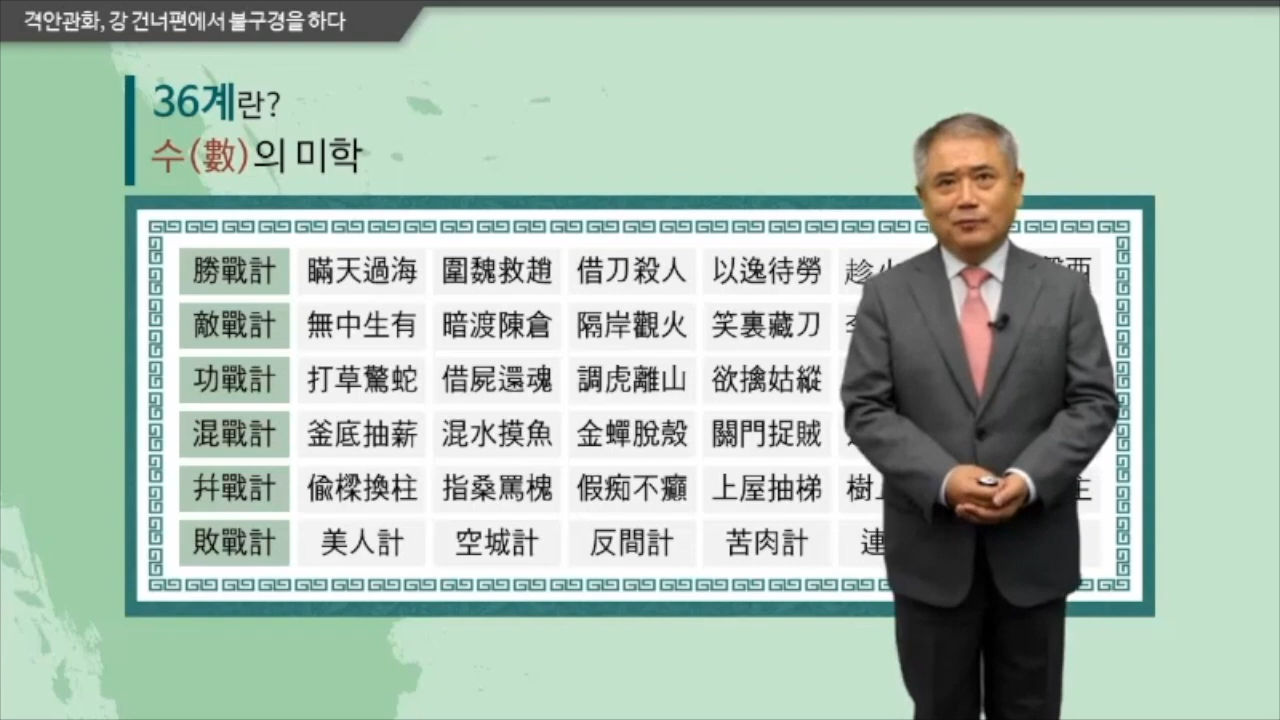 격안관화, 강 건너편에서 불구경을 하다
36계란?
수(數)의 미학
勝戰計 瞞天過海 圍魏救趙 借刀殺人 以逸待勞 趁
敵戰計 無中生有 暗渡陳倉 隔岸觀火 笑裏藏刀
功戰計 打草驚蛇 借屍還魂 調虎離山 欲擒姑縱
混戰計 釜底抽薪 混水摸魚 金蟬脫殼 關門捉賊
幷戰計 偸樑換柱 指桑罵槐 假痴不癲 上屋抽梯 樹
敗戰計 美人計 空城計 反間計 苦肉計 連